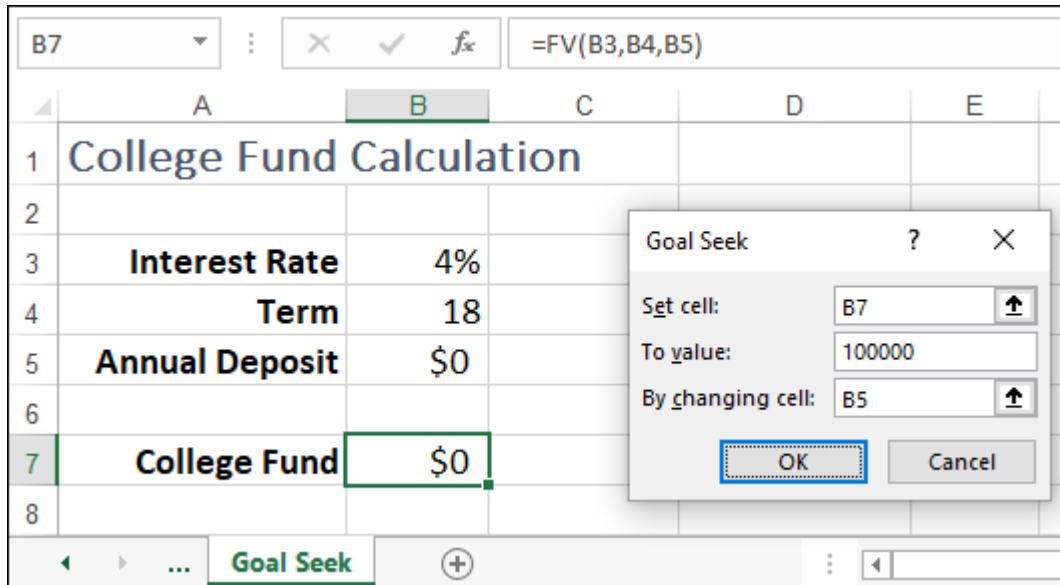 B7 fx =FV(B3,B4,B5)
A B C D E
1 College Fund Calculation
2
3 Interest Rate 4%
4 Term 18
5 Annual Deposit $0
6
7 College Fund $0
8
Goal Seek ?
Set cell: B7
To value: 100000
By changing cell: B5
OK Cancel
... Goal Seek